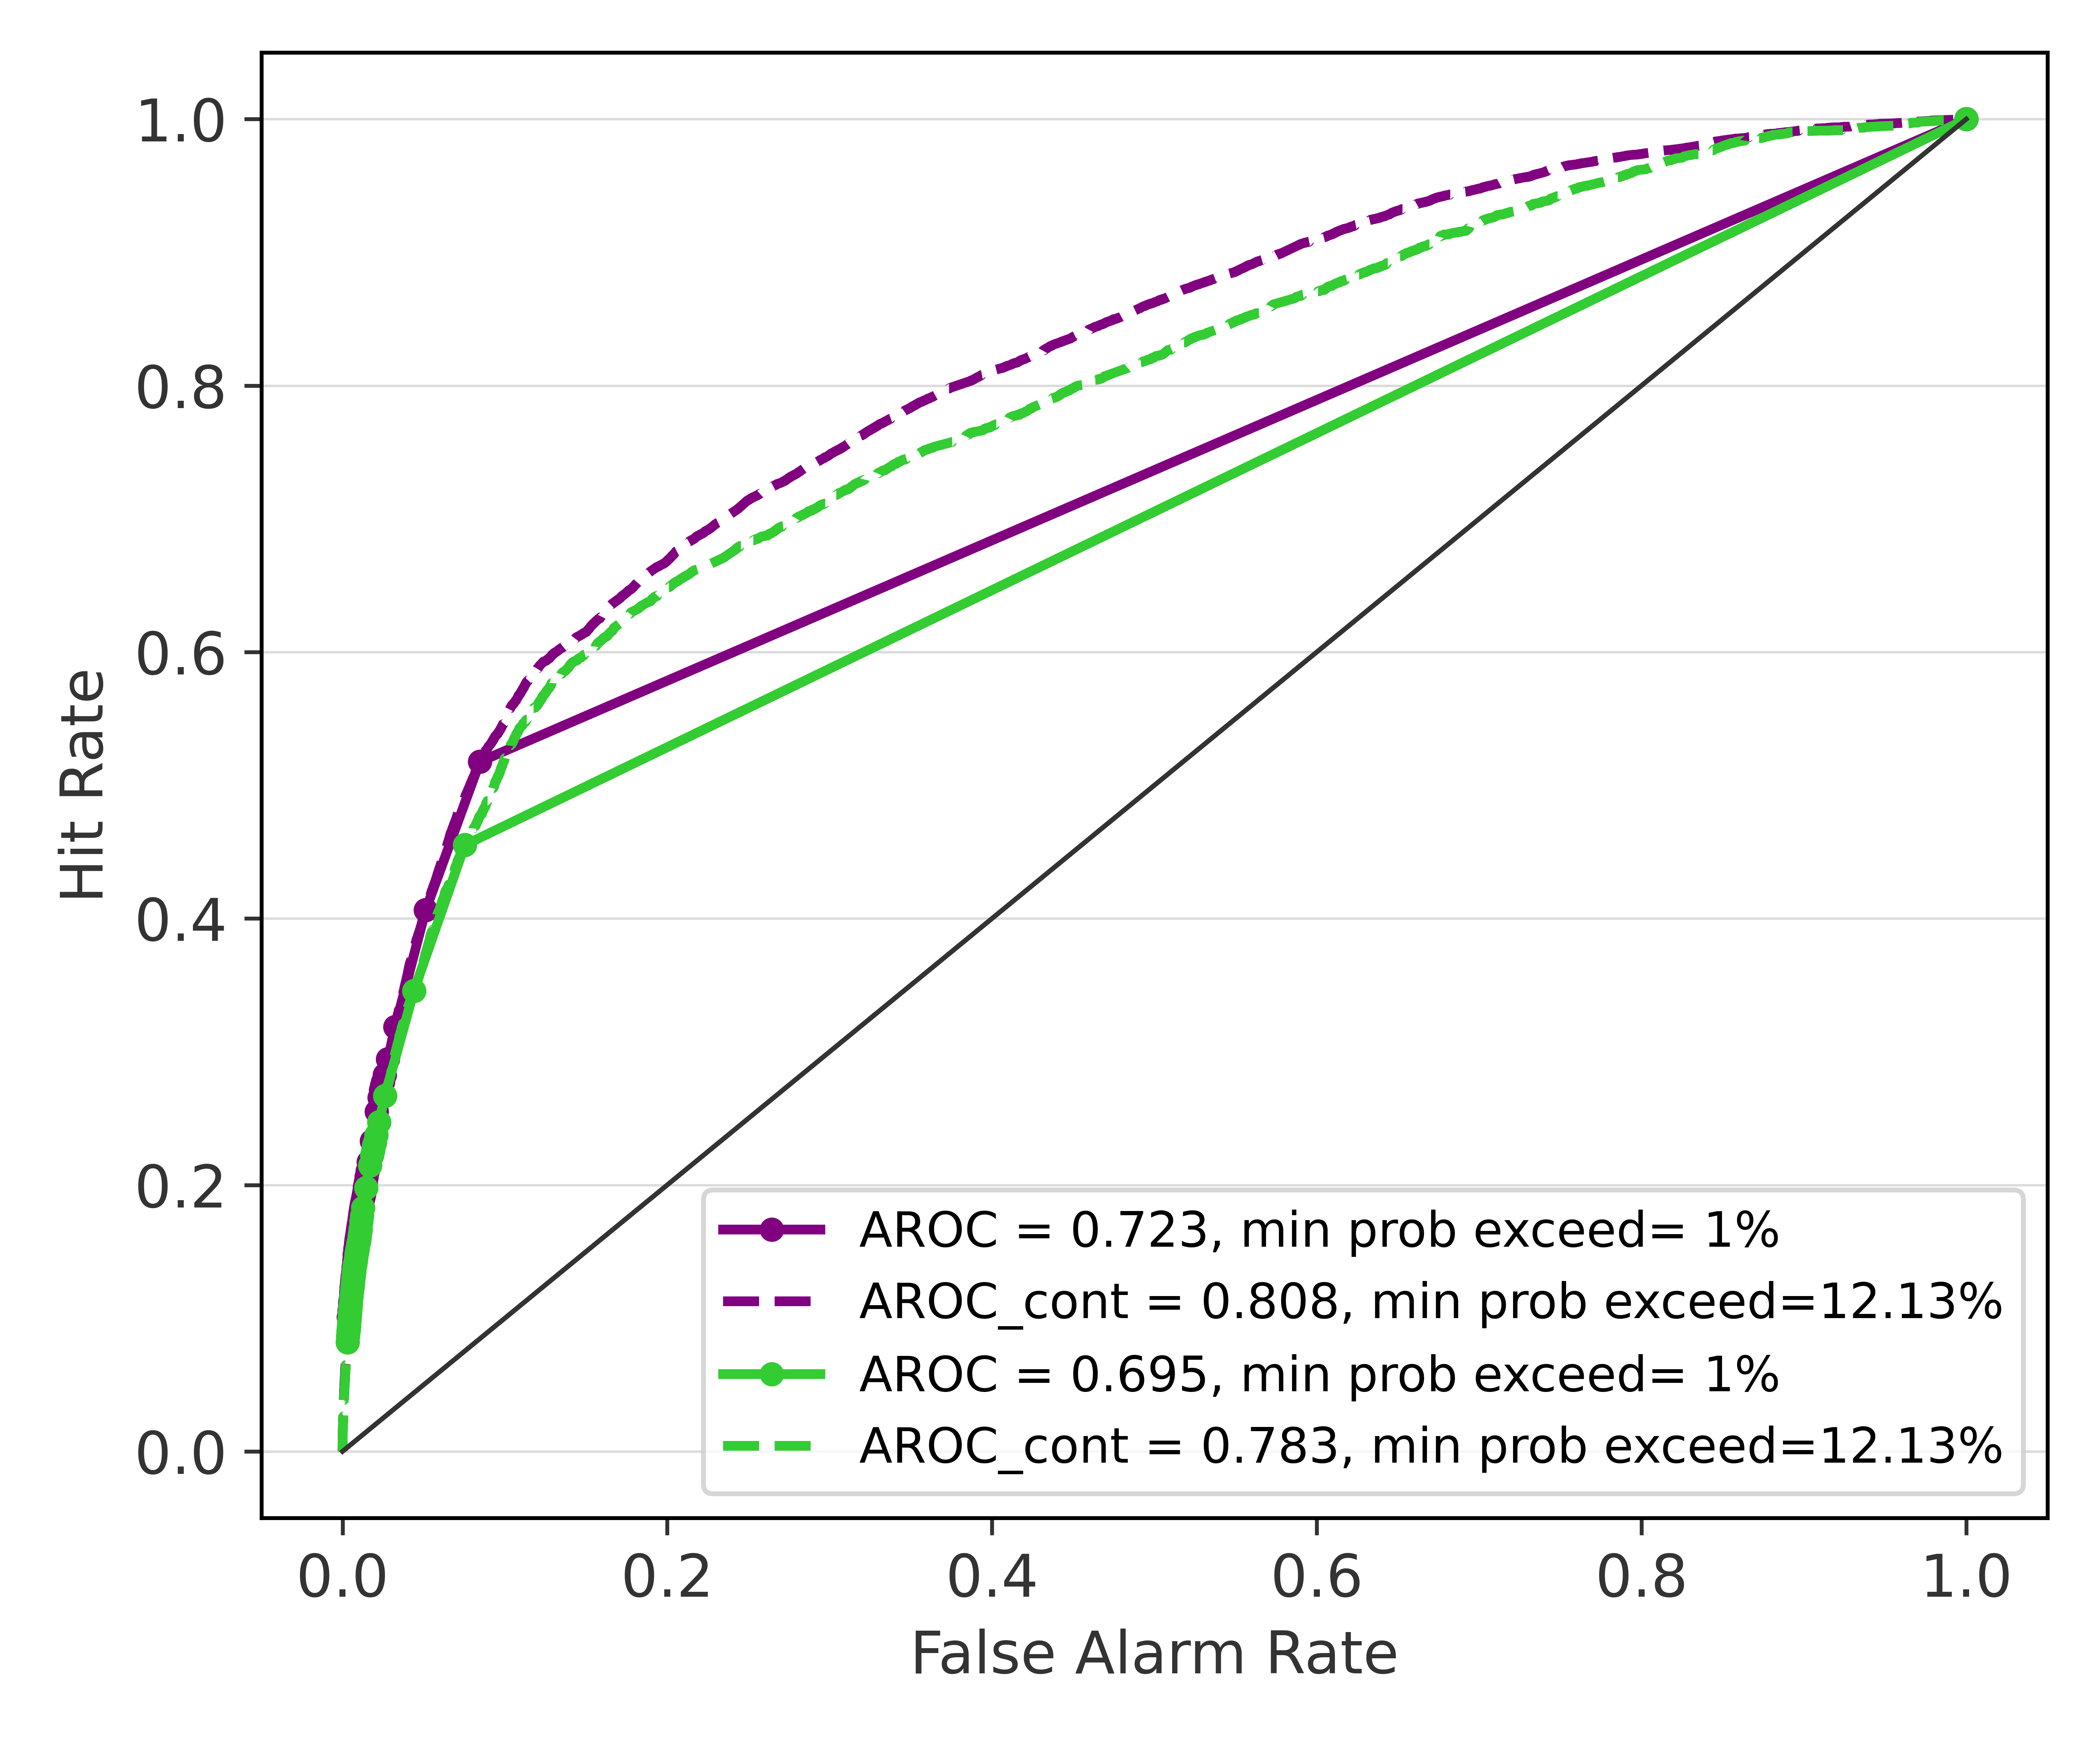 1.0
0.8
0.6
0.4
0.2
0.0
Hit Rate
AROC = 0.723, min prob exceed= 1%
AROC_cont = 0.808, min prob exceed=12.13%
AROC = 0.695, min prob exceed= 1%
AROC_cont = 0.783, min prob exceed=12.13%
0.0 0.2 0.4 0.6 0.8 1.0
False Alarm Rate